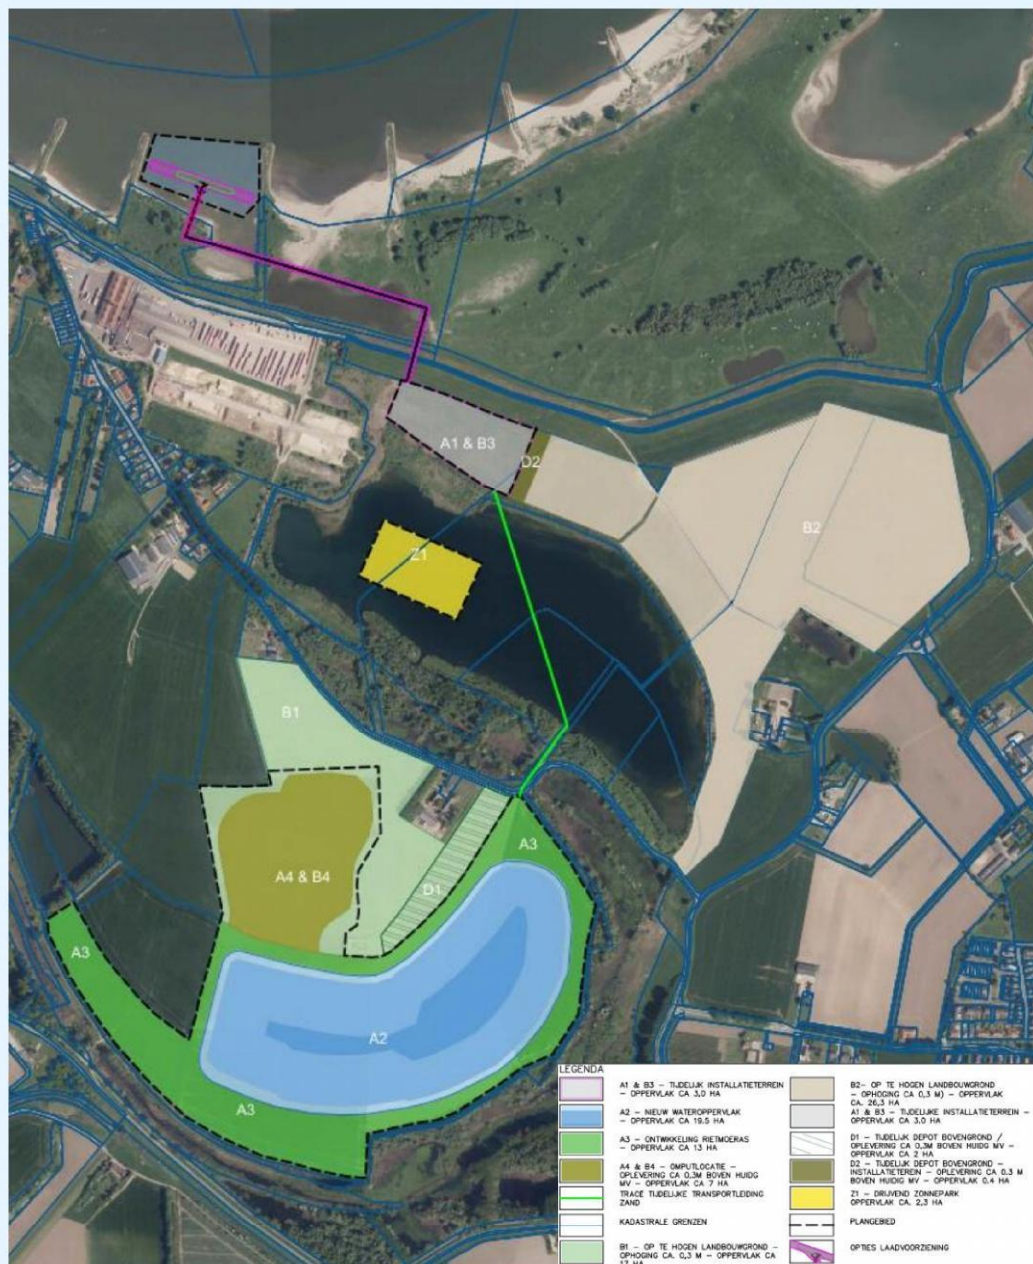 A1 & B3
D2
B2
Z1
B1
A4 & B4
D1
A3
A3
A2
A3
LEGENDA
A1 & B3 – TIJDELIJK INSTALLATIETERREIN
– OPPERVLAK CA 3,0 HA
A2 – NIEUW WATEROPPERVLAK
– OPPERVLAK CA 19,5 HA
A3 – ONTWIKKELING RIETMOERAS
– OPPERVLAK CA 13 HA
A4 & B4 – OMPUTLOCATIE –
OPLEVERING CA 0,3M BOVEN HUIDG
MV – OPPERVLAK CA 7 HA
TRACE TIJDELIJKE TRANSPORTLEIDING
ZAND
KADASTRALE GRENZEN
B1 – OP TE HOGEN LANDBOUWGROND –
OPHOGING CA. 0,3 M – OPPERVLAK CA
17 HA
B2– OP TE HOGEN LANDBOUWGROND
– OPHOGING CA 0,3 M) – OPPERVLAK
CA. 26,3 HA
A1 & B3 – TIJDELIJKE INSTALLATIETERREIN –
OPPERVLAK CA 3.0 HA
D1 – TIJDELIJK DEPOT BOVENGROND /
OPLEVERING CA 0,3M BOVEN HUIDIG MV –
OPPERVLAK CA 2 HA
D2 – TIJDELIJK DEPOT BOVENGROND –
INSTALLATIETEREIN – OPLEVERING CA 0.3 M
BOVEN HUIDIG MV – OPPERVLAK 0.4 HA
Z1 – DRIJVEND ZONNEPARK
OPPERVLAK CA. 2,3 HA
PLANGEBIED
OPTIES LAADVOORZIENING